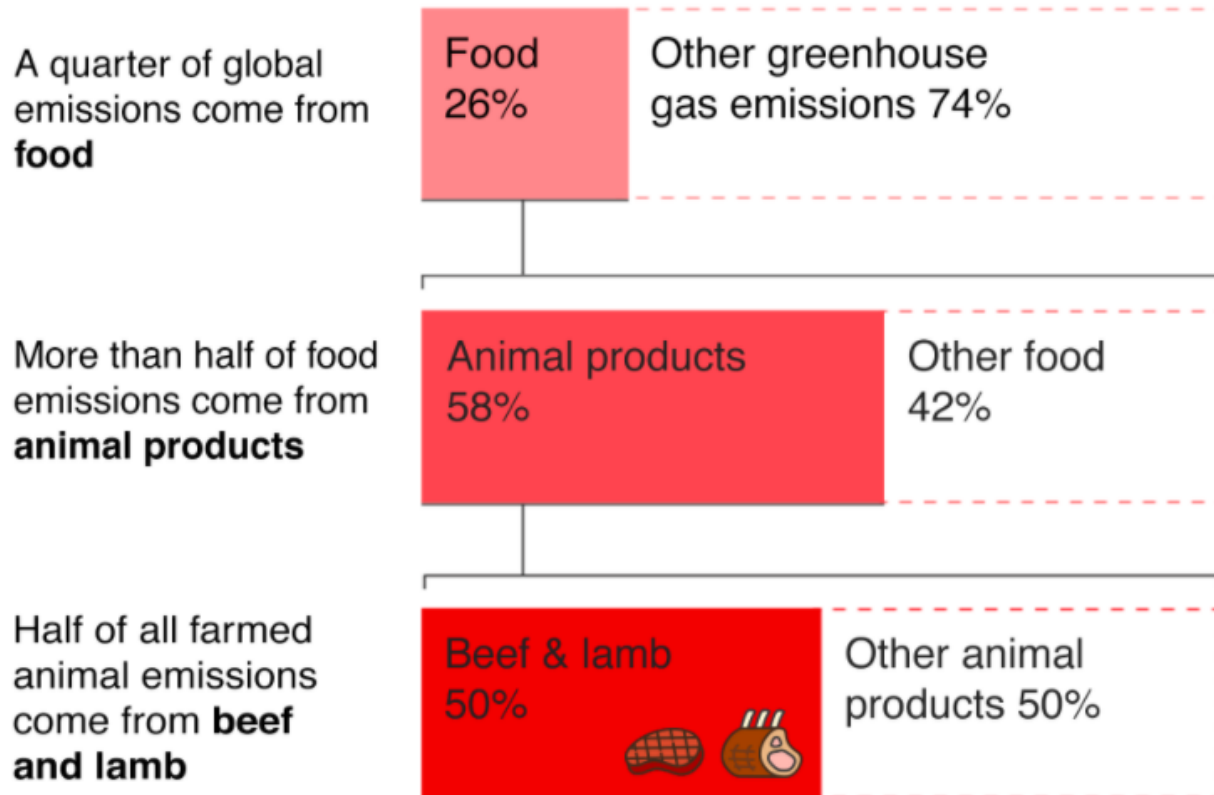 A quarter of global
emissions come from
food
Food
26%
Other greenhouse
gas emissions 74%
More than half of food
emissions come from
animal products
Animal products
58%
Other food
42%
Half of all farmed
animal emissions
come from beef
and lamb
Beef & lamb
50%
Other animal
products 50%